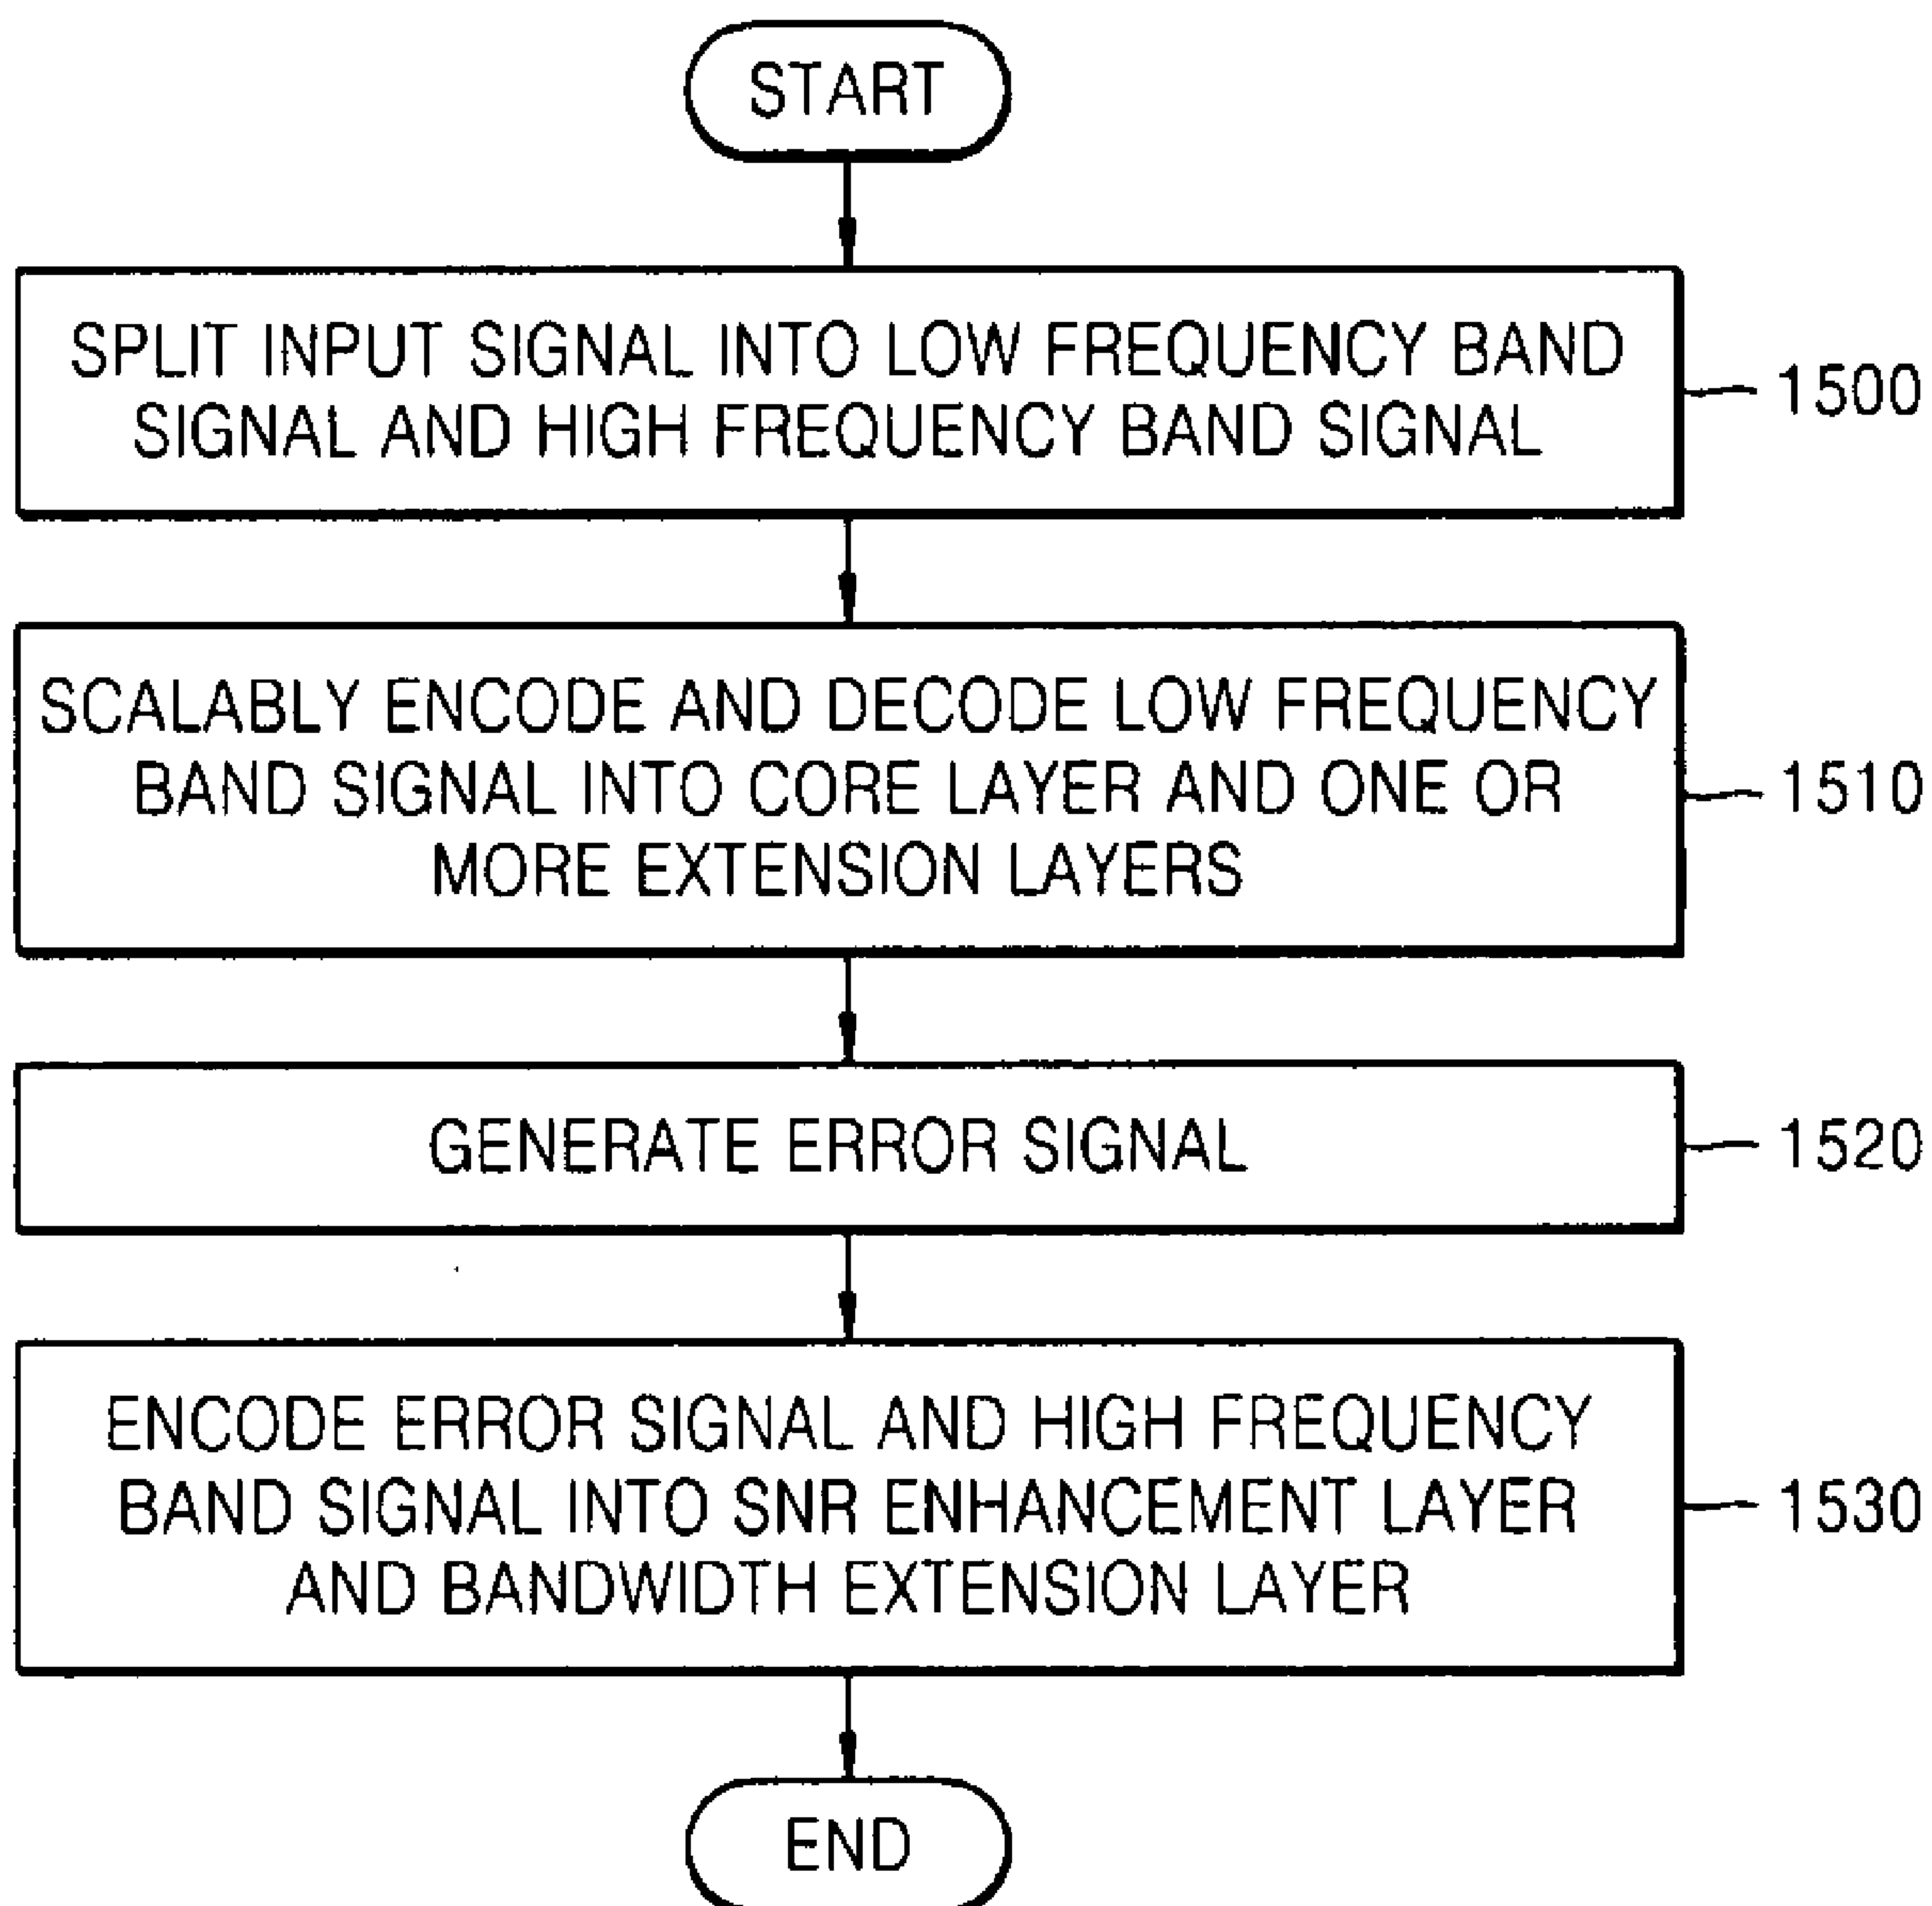 START
SPLIT INPUT SIGNAL INTO LOW FREQUENCY BAND
SIGNAL AND HIGH FREQUENCY BAND SIGNAL
1500
SCALABLY ENCODE AND DECODE LOW FREQUENCY
BAND SIGNAL INTO CORE LAYER AND ONE OR
MORE EXTENSION LAYERS
1510
GENERATE ERROR SIGNAL
1520
ENCODE ERROR SIGNAL AND HIGH FREQUENCY
BAND SIGNAL INTO SNR ENHANCEMENT LAYER
AND BANDWIDTH EXTENSION LAYER
1530
END